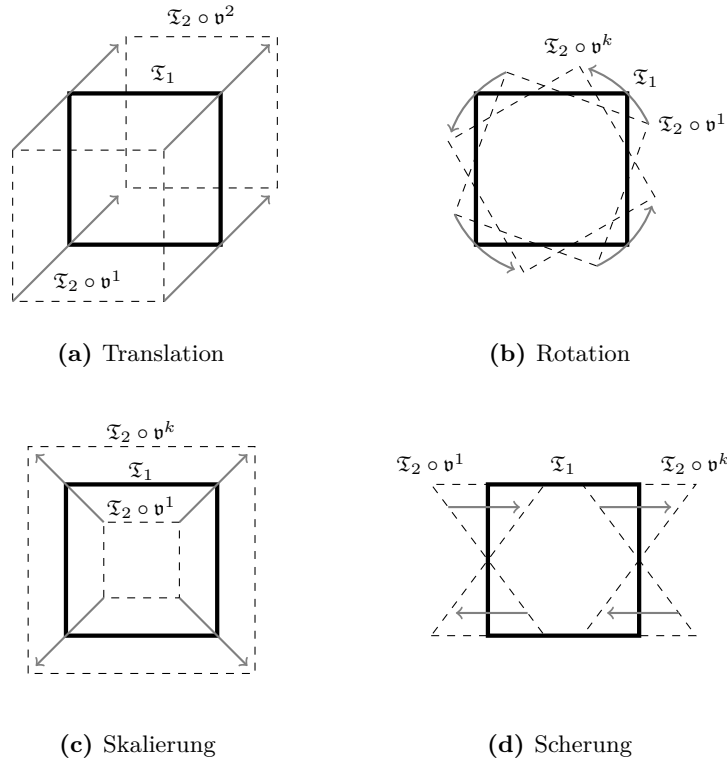 𝔗₂ ∘ 𝔳²
𝔗₁
𝔗₂ ∘ 𝔳¹
(a) Translation
𝔗₂ ∘ 𝔳ᵏ
𝔗₁
𝔗₂ ∘ 𝔳¹
(b) Rotation
𝔗₂ ∘ 𝔳ᵏ
𝔗₁
𝔗₂ ∘ 𝔳¹
(c) Skalierung
𝔗₂ ∘ 𝔳¹ 𝔗₁ 𝔗₂ ∘ 𝔳ᵏ
(d) Scherung